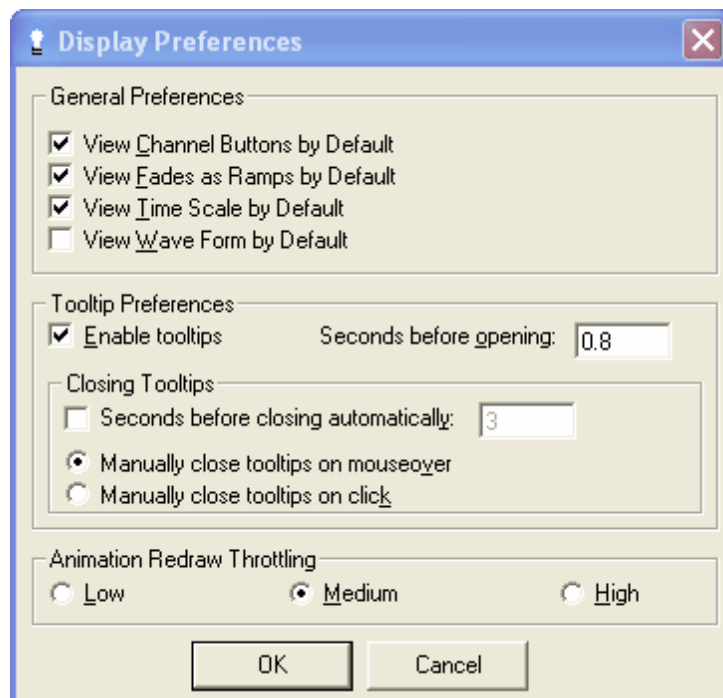 Display Preferences
General Preferences
View Channel Buttons by Default
View Fades as Ramps by Default
View Time Scale by Default
View Wave Form by Default
Tooltip Preferences
Enable tooltips Seconds before opening: 0.8
Closing Tooltips
Seconds before closing automatically: 3
Manually close tooltips on mouseover
Manually close tooltips on click
Animation Redraw Throttling
Low Medium High
OK Cancel